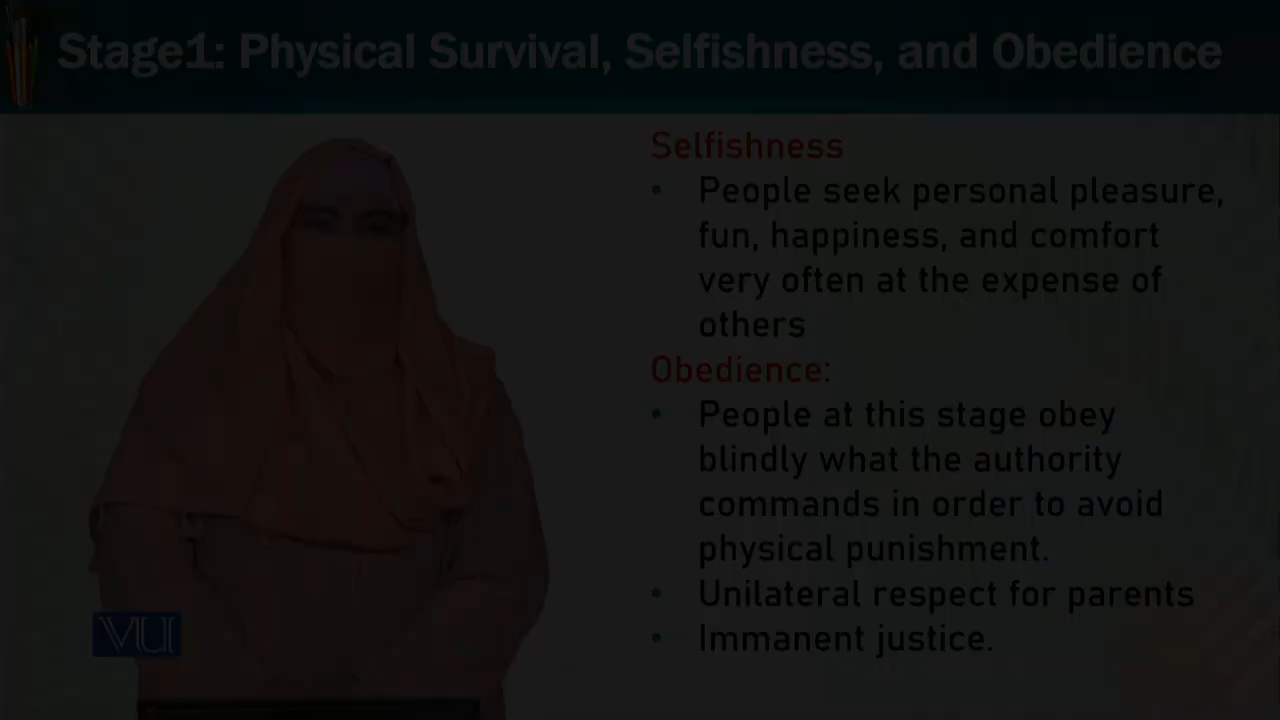 Stage1: Physical Survival, Selfishness, and Obedience
Selfishness
• People seek personal pleasure,
fun, happiness, and comfort
very often at the expense of
others
Obedience:
• People at this stage obey
blindly what the authority
commands in order to avoid
physical punishment.
• Unilateral respect for parents
• Immanent justice.
VU